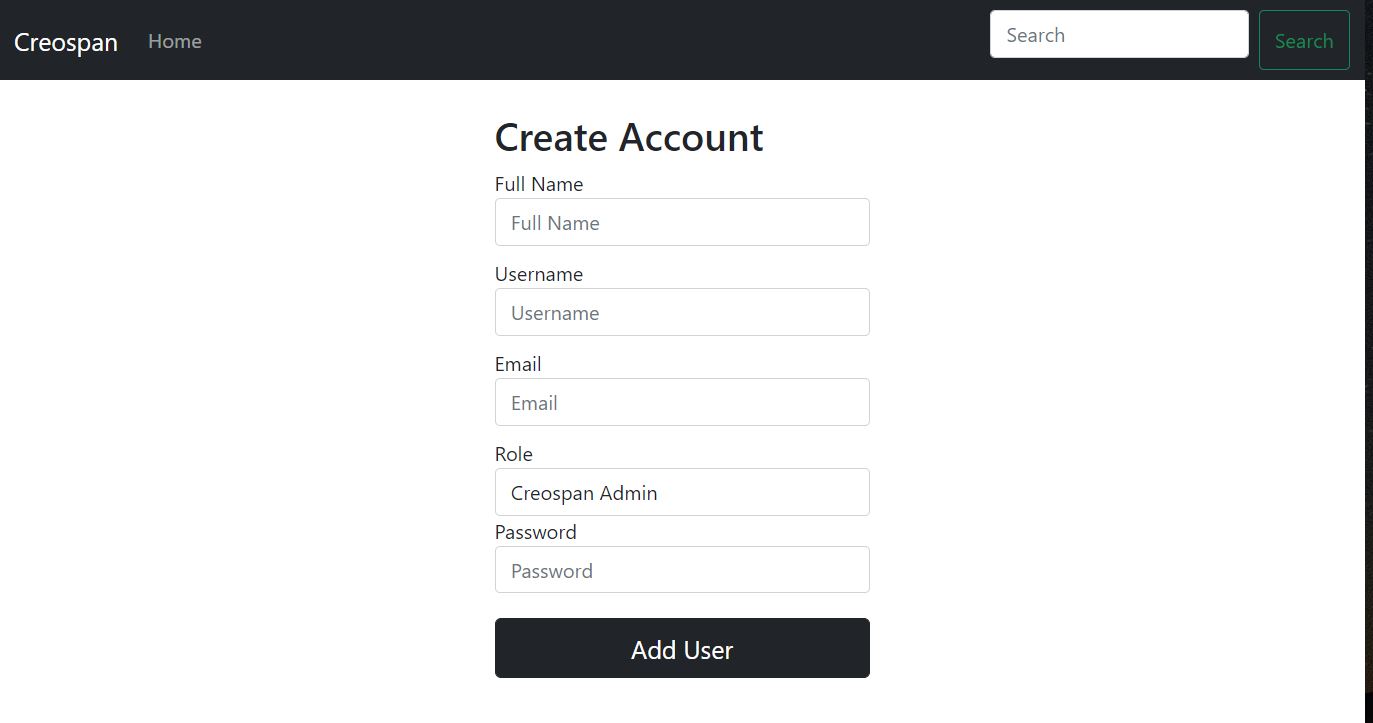 Creospan Home Search Search
Create Account
Full Name
Full Name
Username
Username
Email
Email
Role
Creospan Admin
Password
Password
Add User